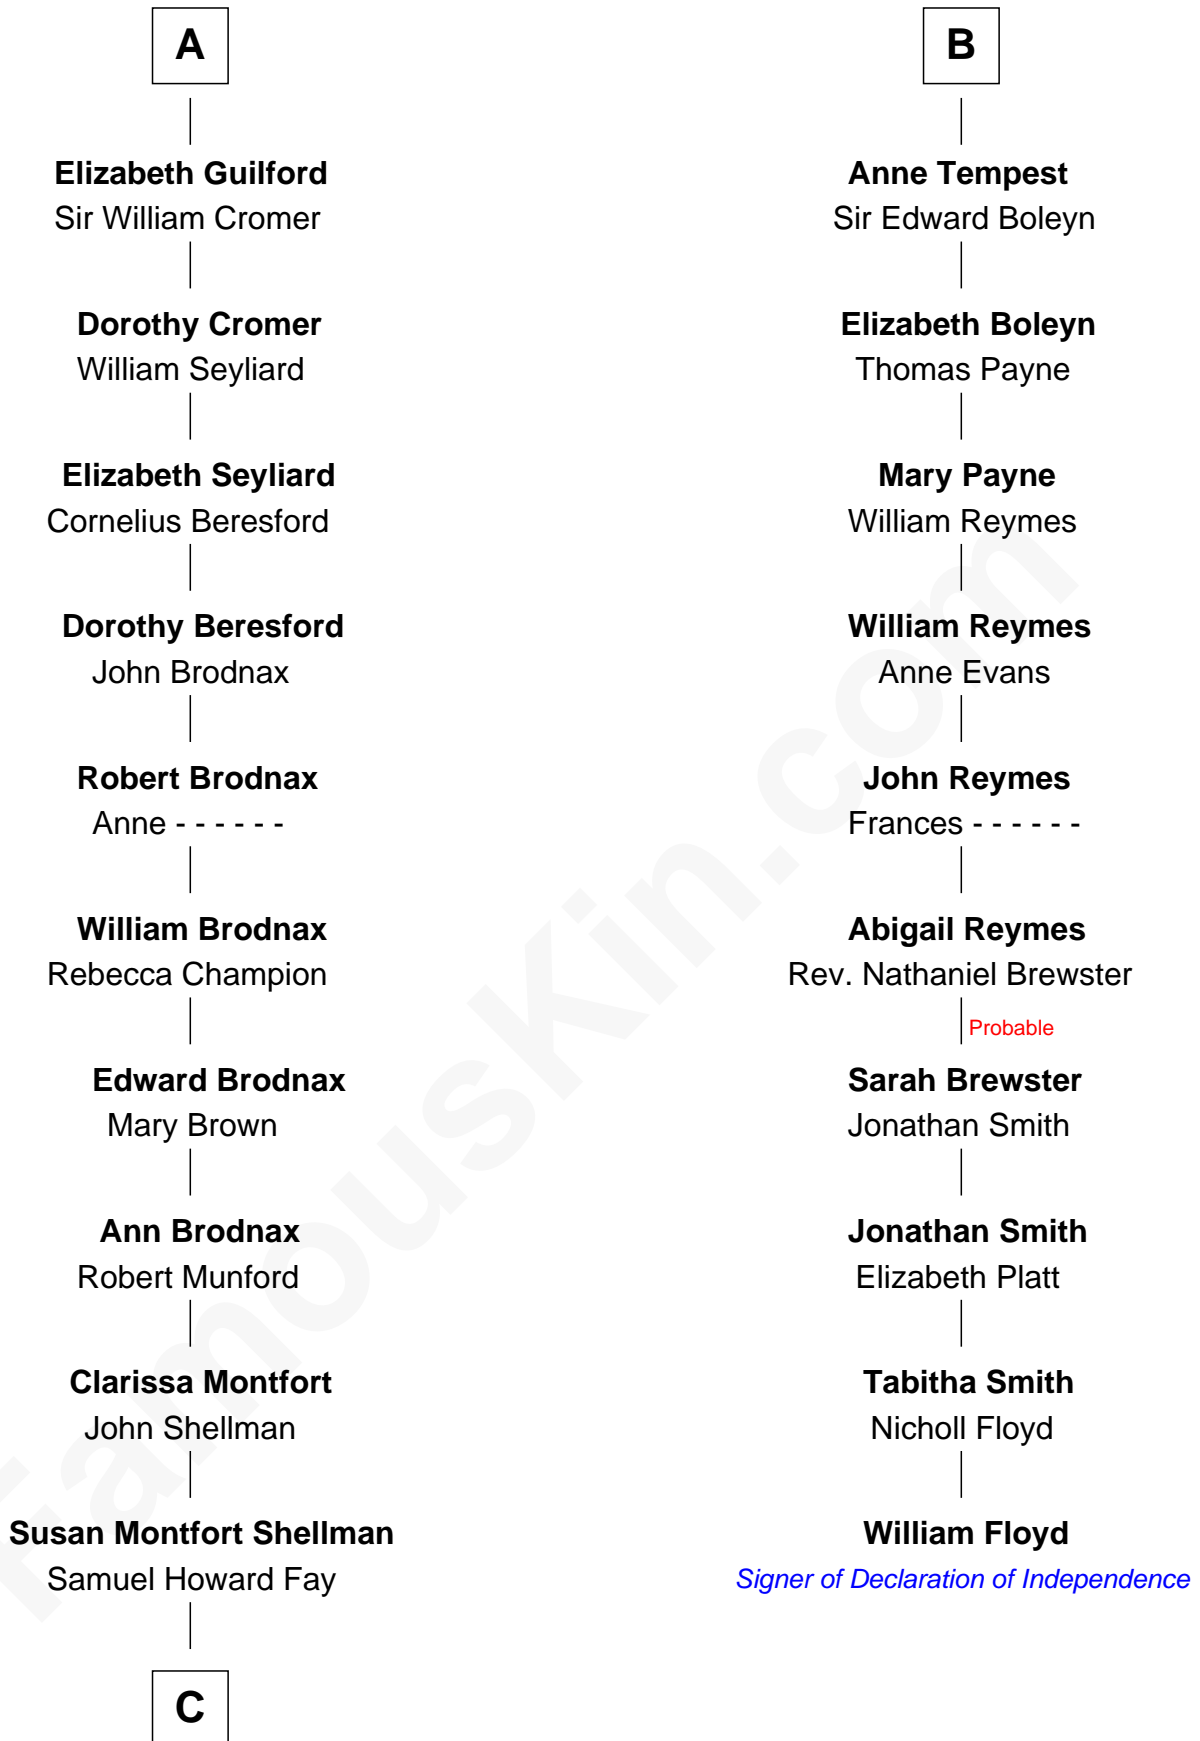 A
Elizabeth Guilford
Sir William Cromer
Dorothy Cromer
William Seyliard
Elizabeth Seyliard
Cornelius Beresford
Dorothy Beresford
John Brodnax
Robert Brodnax
Anne - - - - - -
William Brodnax
Rebecca Champion
Edward Brodnax
Mary Brown
Ann Brodnax
Robert Munford
Clarissa Montfort
John Shellman
Susan Montfort Shellman
Samuel Howard Fay
C
B
Anne Tempest
Sir Edward Boleyn
Elizabeth Boleyn
Thomas Payne
Mary Payne
William Reymes
William Reymes
Anne Evans
John Reymes
Frances - - - - - -
Abigail Reymes
Rev. Nathaniel Brewster
Probable
Sarah Brewster
Jonathan Smith
Jonathan Smith
Elizabeth Platt
Tabitha Smith
Nicholl Floyd
William Floyd
Signer of Declaration of Independence
FamousKin.com